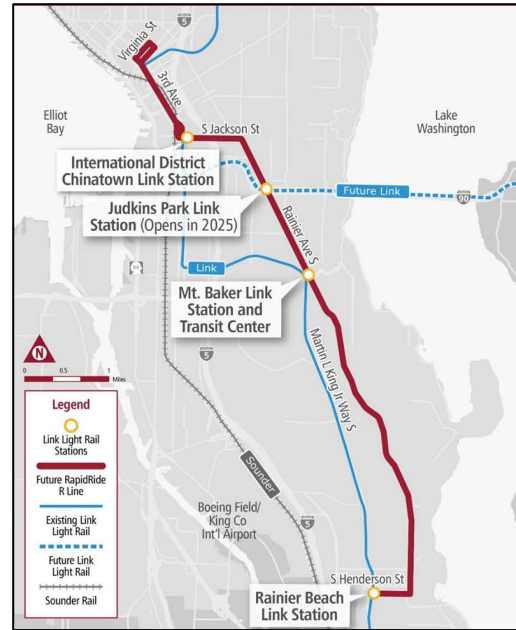 Virginia St
5
3rd Ave
Elliot
Bay
S Jackson St
Lake
Washington
International District
Chinatown Link Station
Judkins Park Link
Station (Opens in 2025)
Future Link
90
Rainier Ave S
99
Link
Mt. Baker Link
Station and
Transit Center
N
0 0.5 1
Miles
5
Martin L King Jr Way S
Legend
Link Light Rail
Stations
Future RapidRide
R Line
Existing Link
Light Rail
Future Link
Light Rail
Sounder Rail
Sounder
Boeing Field/
King Co
Int'l Airport
5
S Henderson St
Rainier Beach
Link Station